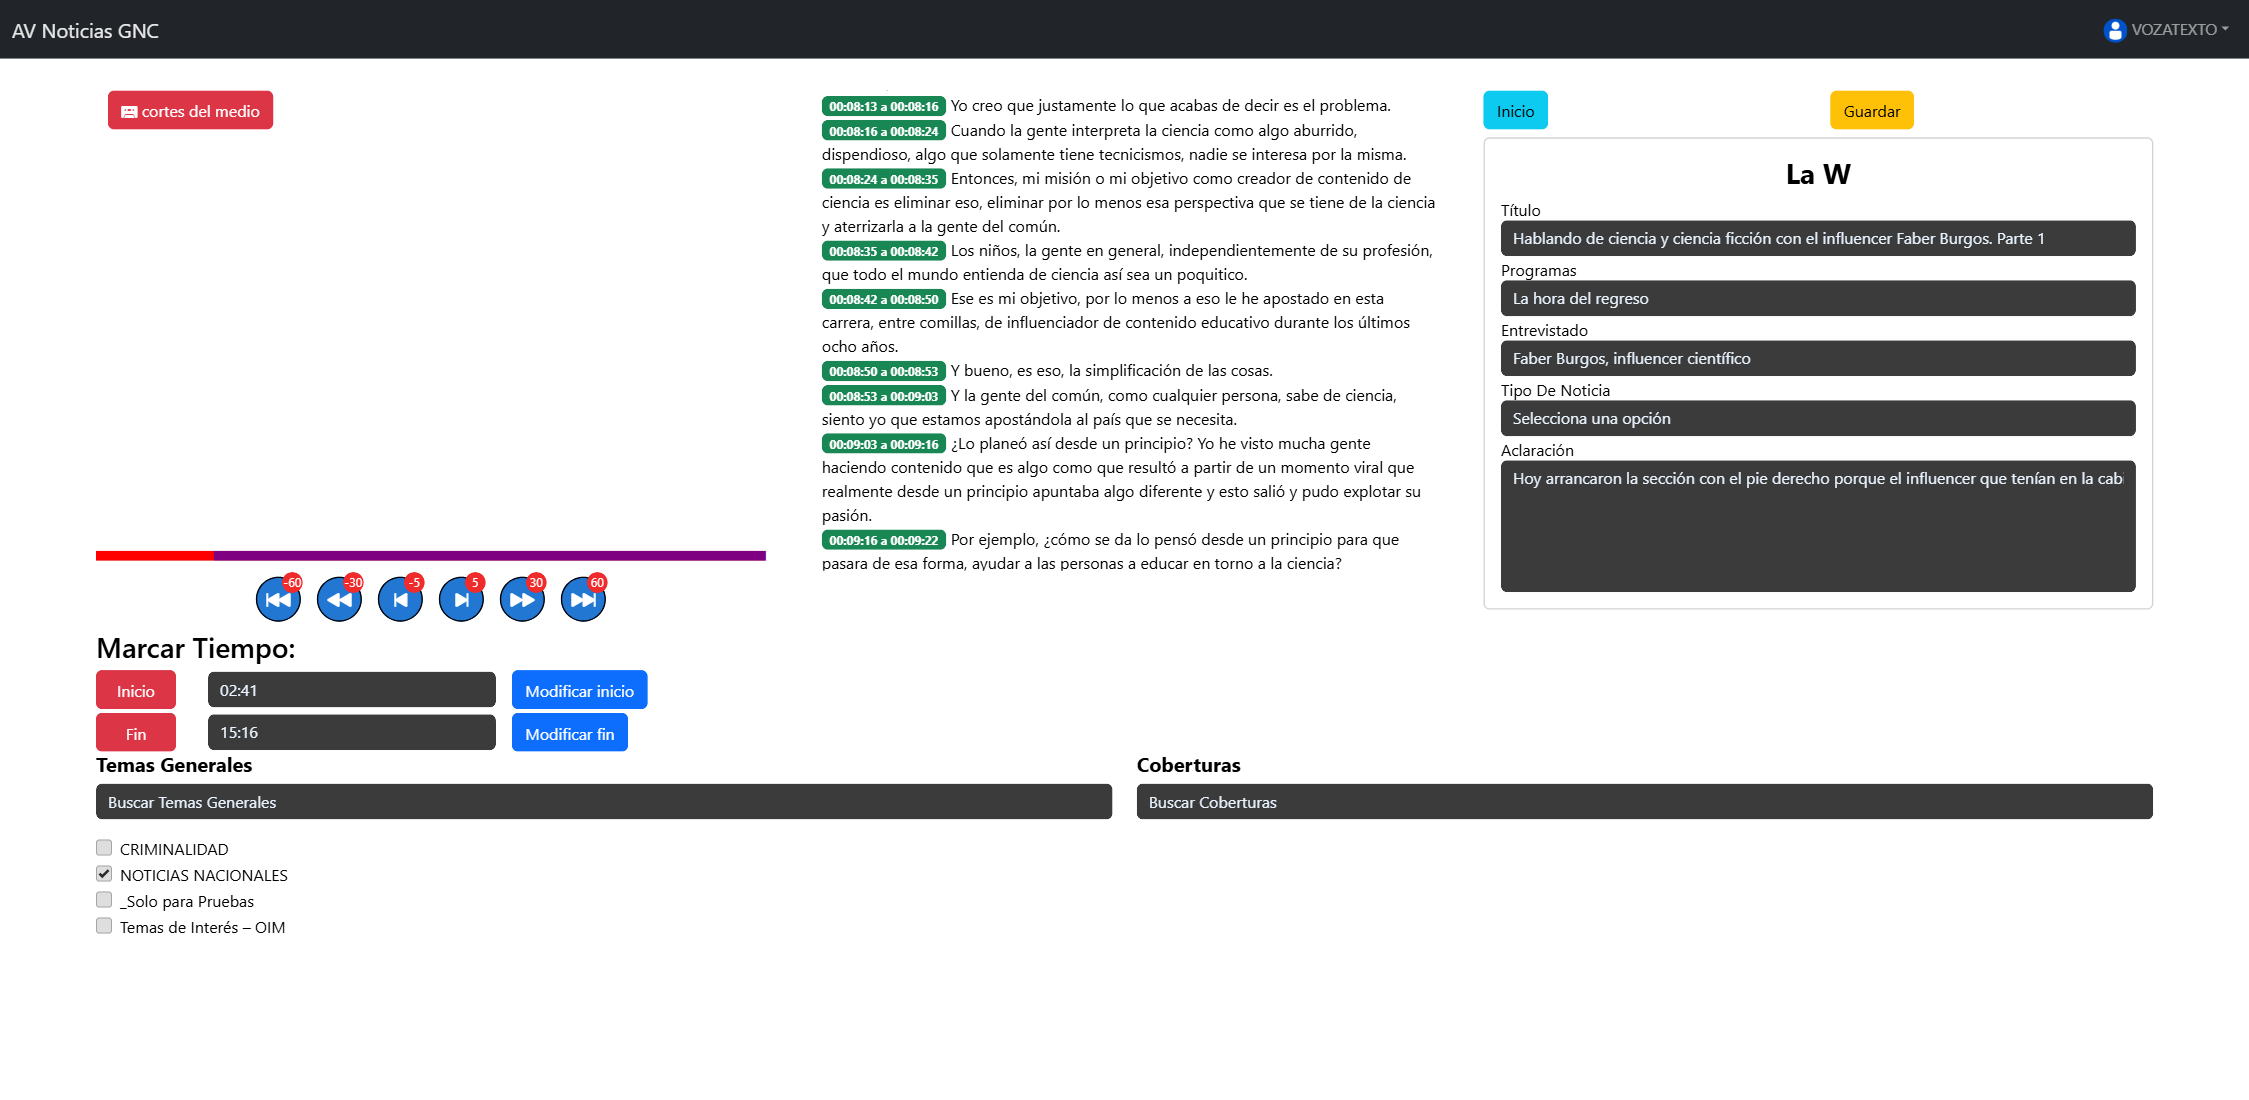 AV Noticias GNC
VOZATEXTO
cortes del medio
00:08:13 a 00:08:16 Yo creo que justamente lo que acabas de decir es el problema.
00:08:16 a 00:08:24 Cuando la gente interpreta la ciencia como algo aburrido,
dispendioso, algo que solamente tiene tecnicismos, nadie se interesa por la misma.
00:08:24 a 00:08:35 Entonces, mi misión o mi objetivo como creador de contenido de
ciencia es eliminar eso, eliminar por lo menos esa perspectiva que se tiene de la ciencia
y aterrizarla a la gente del común.
00:08:35 a 00:08:42 Los niños, la gente en general, independientemente de su profesión,
que todo el mundo entienda de ciencia así sea un poquitico.
00:08:42 a 00:08:50 Ese es mi objetivo, por lo menos a eso le he apostado en esta
carrera, entre comillas, de influenciador de contenido educativo durante los últimos
ocho años.
00:08:50 a 00:08:53 Y bueno, es eso, la simplificación de las cosas.
00:08:53 a 00:09:03 Y la gente del común, como cualquier persona, sabe de ciencia,
siento yo que estamos apostándola al país que se necesita.
00:09:03 a 00:09:16 ¿Lo planeó así desde un principio? Yo he visto mucha gente
haciendo contenido que es algo como que resultó a partir de un momento viral que
realmente desde un principio apuntaba algo diferente y esto salió y pudo explotar su
pasión.
00:09:16 a 00:09:22 Por ejemplo, ¿cómo se da lo pensó desde un principio para que
pasara de esa forma, ayudar a las personas a educar en torno a la ciencia?
Inicio
Guardar
La W
Título
Hablando de ciencia y ciencia ficción con el influencer Faber Burgos. Parte 1
Programas
La hora del regreso
Entrevistado
Faber Burgos, influencer científico
Tipo De Noticia
Selecciona una opción
Aclaración
Hoy arrancaron la sección con el pie derecho porque el influencer que tenían en la cabi
-60
-30
-5
5
30
60
Marcar Tiempo:
Inicio
02:41
Modificar inicio
Fin
15:16
Modificar fin
Temas Generales
Buscar Temas Generales
CRIMINALIDAD
NOTICIAS NACIONALES
_Solo para Pruebas
Temas de Interés – OIM
Coberturas
Buscar Coberturas